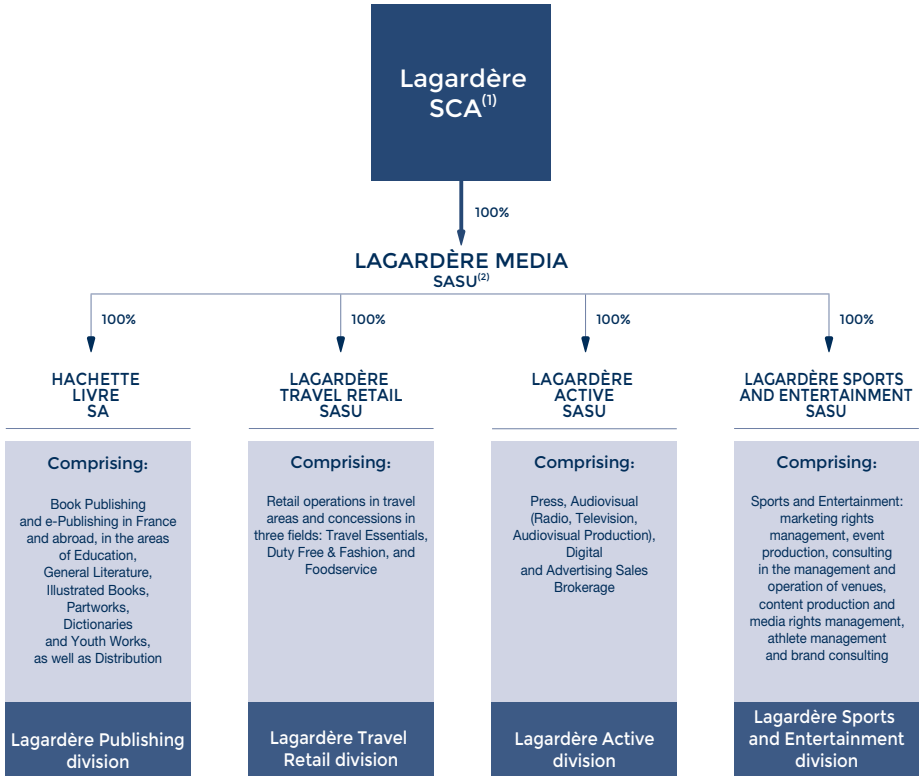 Lagardère
SCA(1)
100%
LAGARDÈRE MEDIA
SASU(2)
100%
100%
100%
100%
HACHETTE
LIVRE
SA
Comprising:
Book Publishing
and e-Publishing in France
and abroad, in the areas
of Education,
General Literature,
Illustrated Books,
Partworks,
Dictionaries
and Youth Works,
as well as Distribution
Lagardère Publishing
division
LAGARDÈRE
TRAVEL RETAIL
SASU
Comprising:
Retail operations in travel
areas and concessions in
three fields: Travel Essentials,
Duty Free & Fashion, and
Foodservice
Lagardère Travel
Retail division
LAGARDÈRE
ACTIVE
SASU
Comprising:
Press, Audiovisual
(Radio, Television,
Audiovisual Production),
Digital
and Advertising Sales
Brokerage
Lagardère Active
division
LAGARDÈRE SPORTS
AND ENTERTAINMENT
SASU
Comprising:
Sports and Entertainment:
marketing rights
management, event
production, consulting
in the management and
operation of venues,
content production and
media rights management,
athlete management
and brand consulting
Lagardère Sports
and Entertainment
division